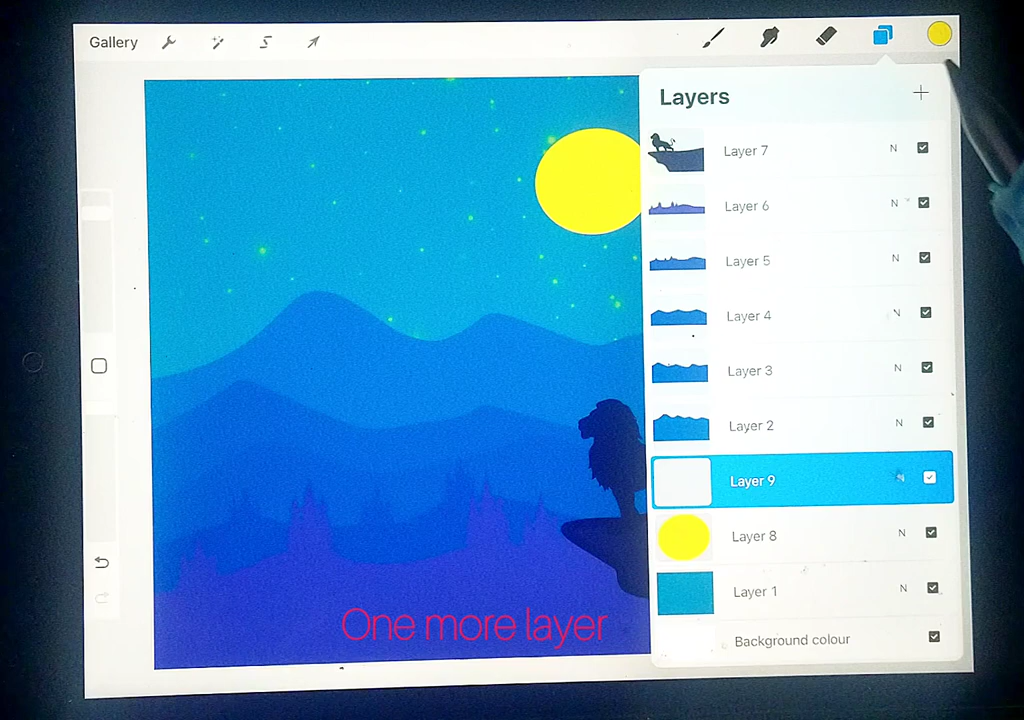 Gallery
Layers
Layer 7
N
Layer 6
N
Layer 5
N
Layer 4
N
Layer 3
N
Layer 2
N
Layer 9
N
Layer 8
N
Layer 1
N
Background colour
One more layer